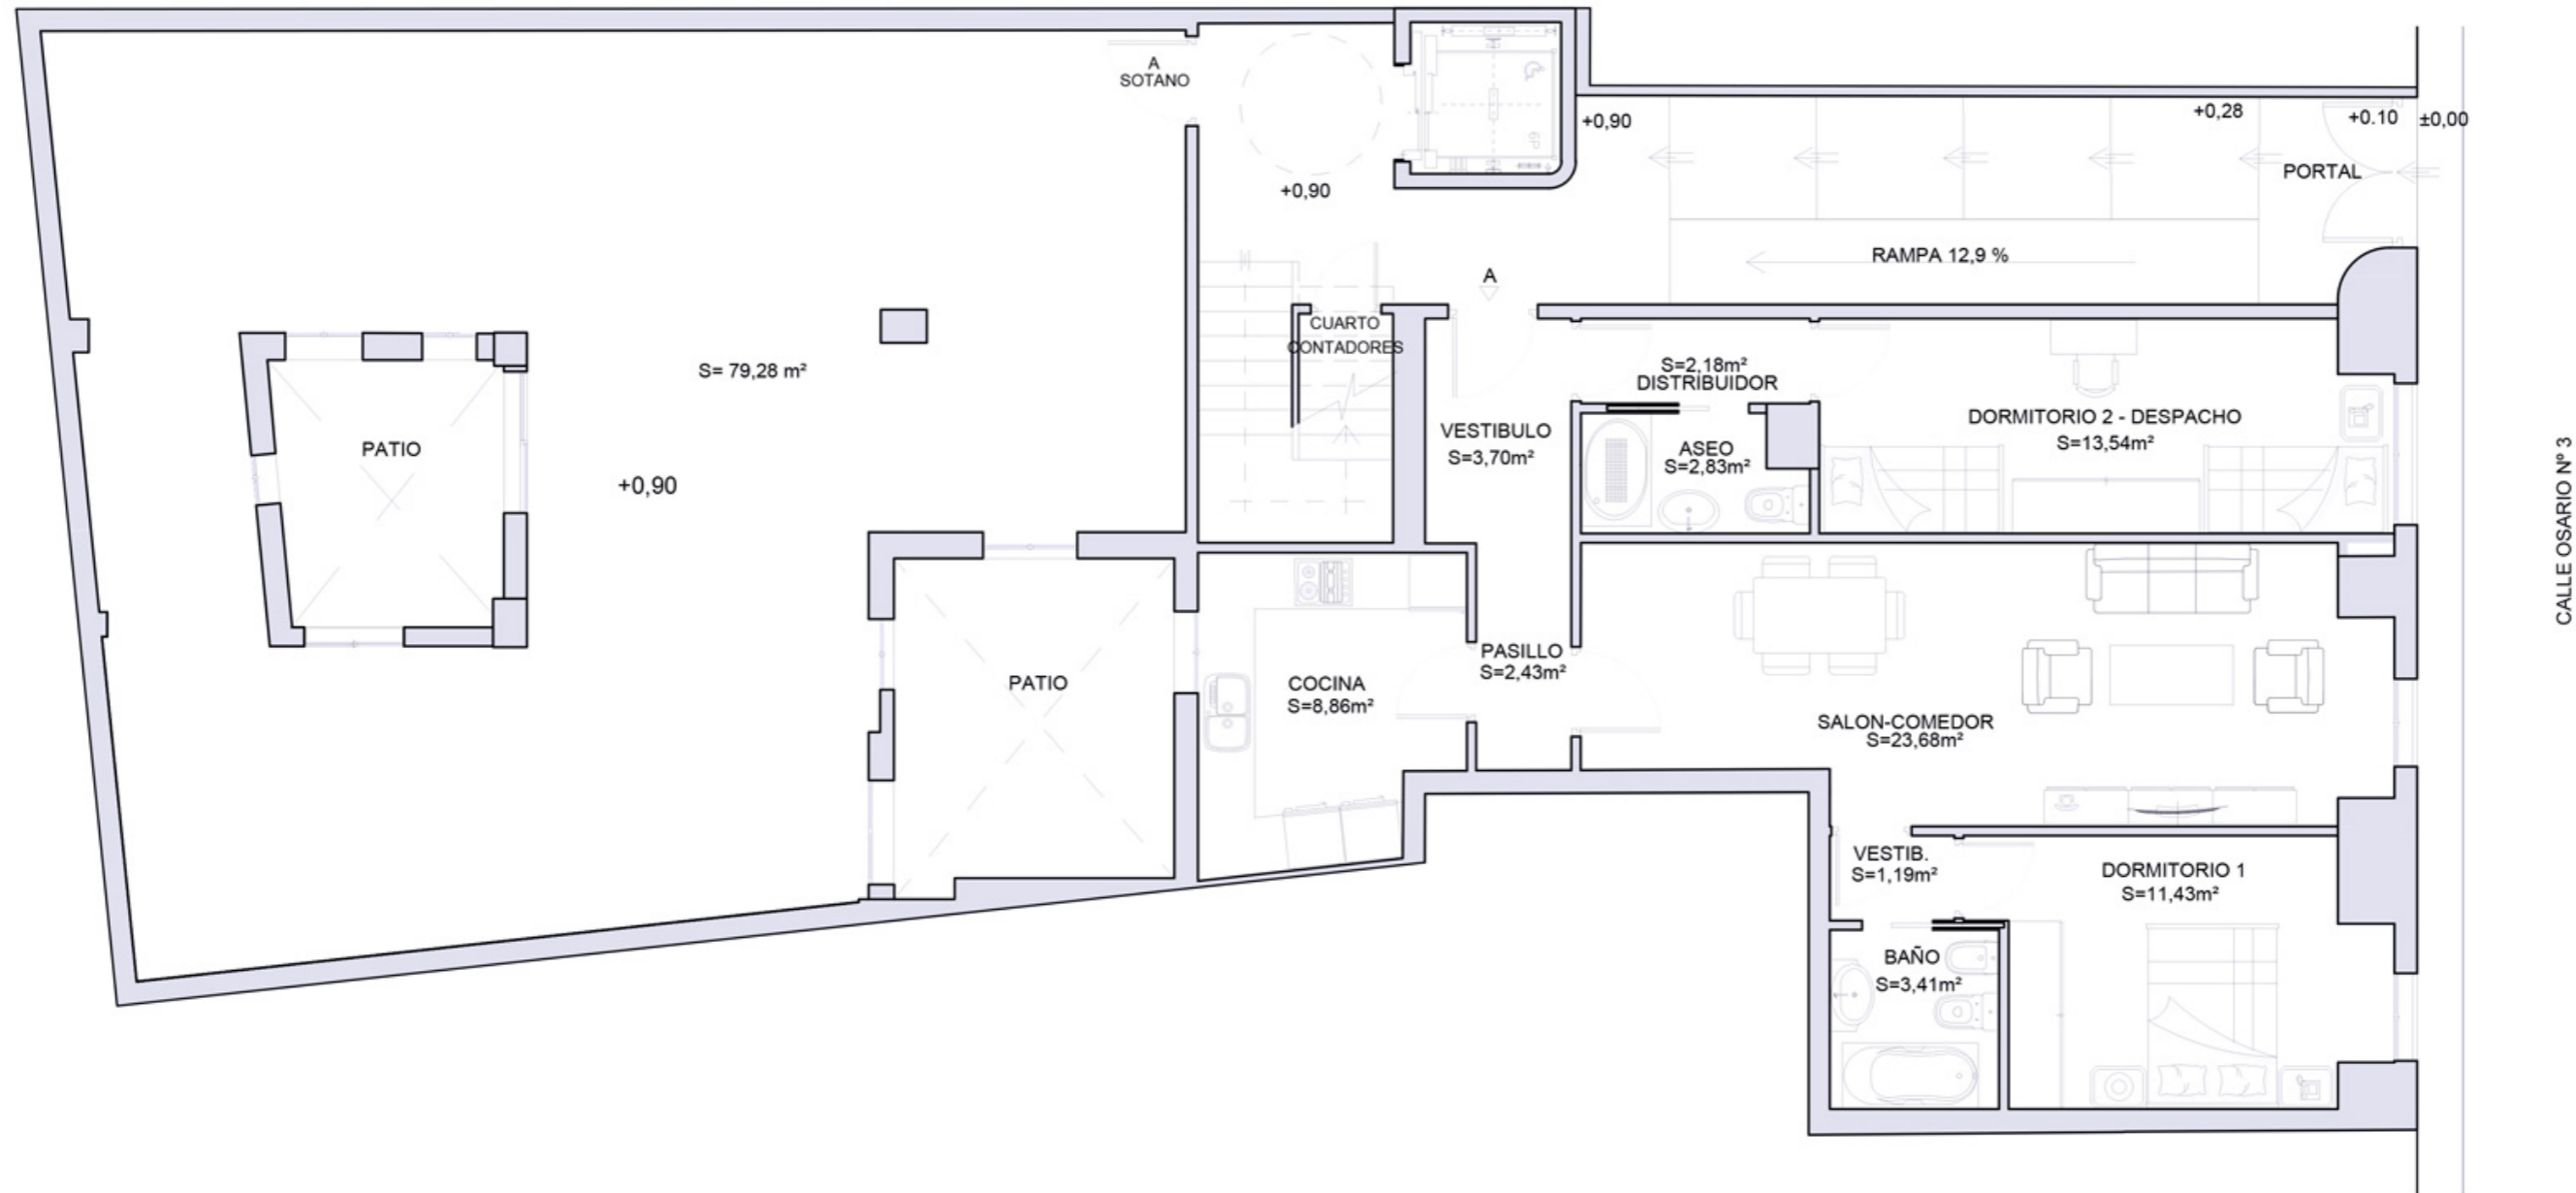 A
SOTANO
+0,90
+0,90
+0,28
+0.10
±0,00
PORTAL
RAMPA 12,9 %
A
CUARTO
CONTADORES
S= 79,28 m²
+0,90
PATIO
PATIO
VESTIBULO
S=3,70m²
S=2,18m²
DISTRIBUIDOR
ASEO
S=2,83m²
DORMITORIO 2 - DESPACHO
S=13,54m²
CALLE OSARIO Nº 3
COCINA
S=8,86m²
PASILLO
S=2,43m²
SALON-COMEDOR
S=23,68m²
VESTIB.
S=1,19m²
DORMITORIO 1
S=11,43m²
BAÑO
S=3,41m²